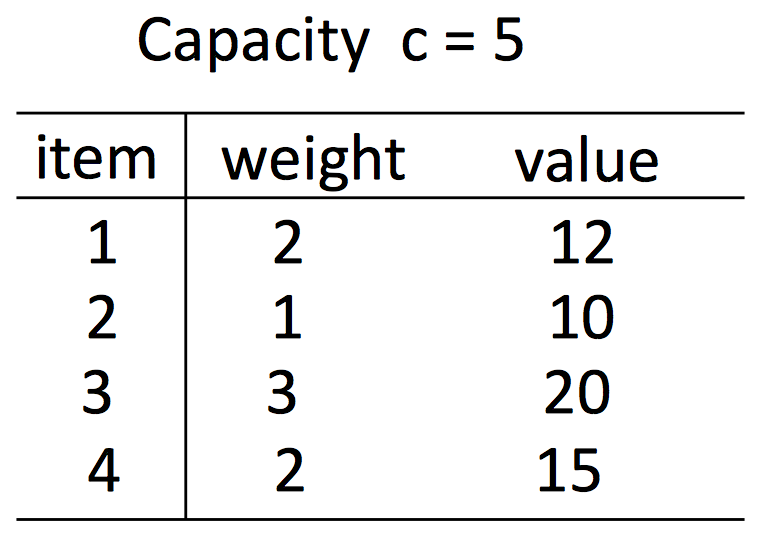 Capacity c = 5
item weight value
1 2 12
2 1 10
3 3 20
4 2 15